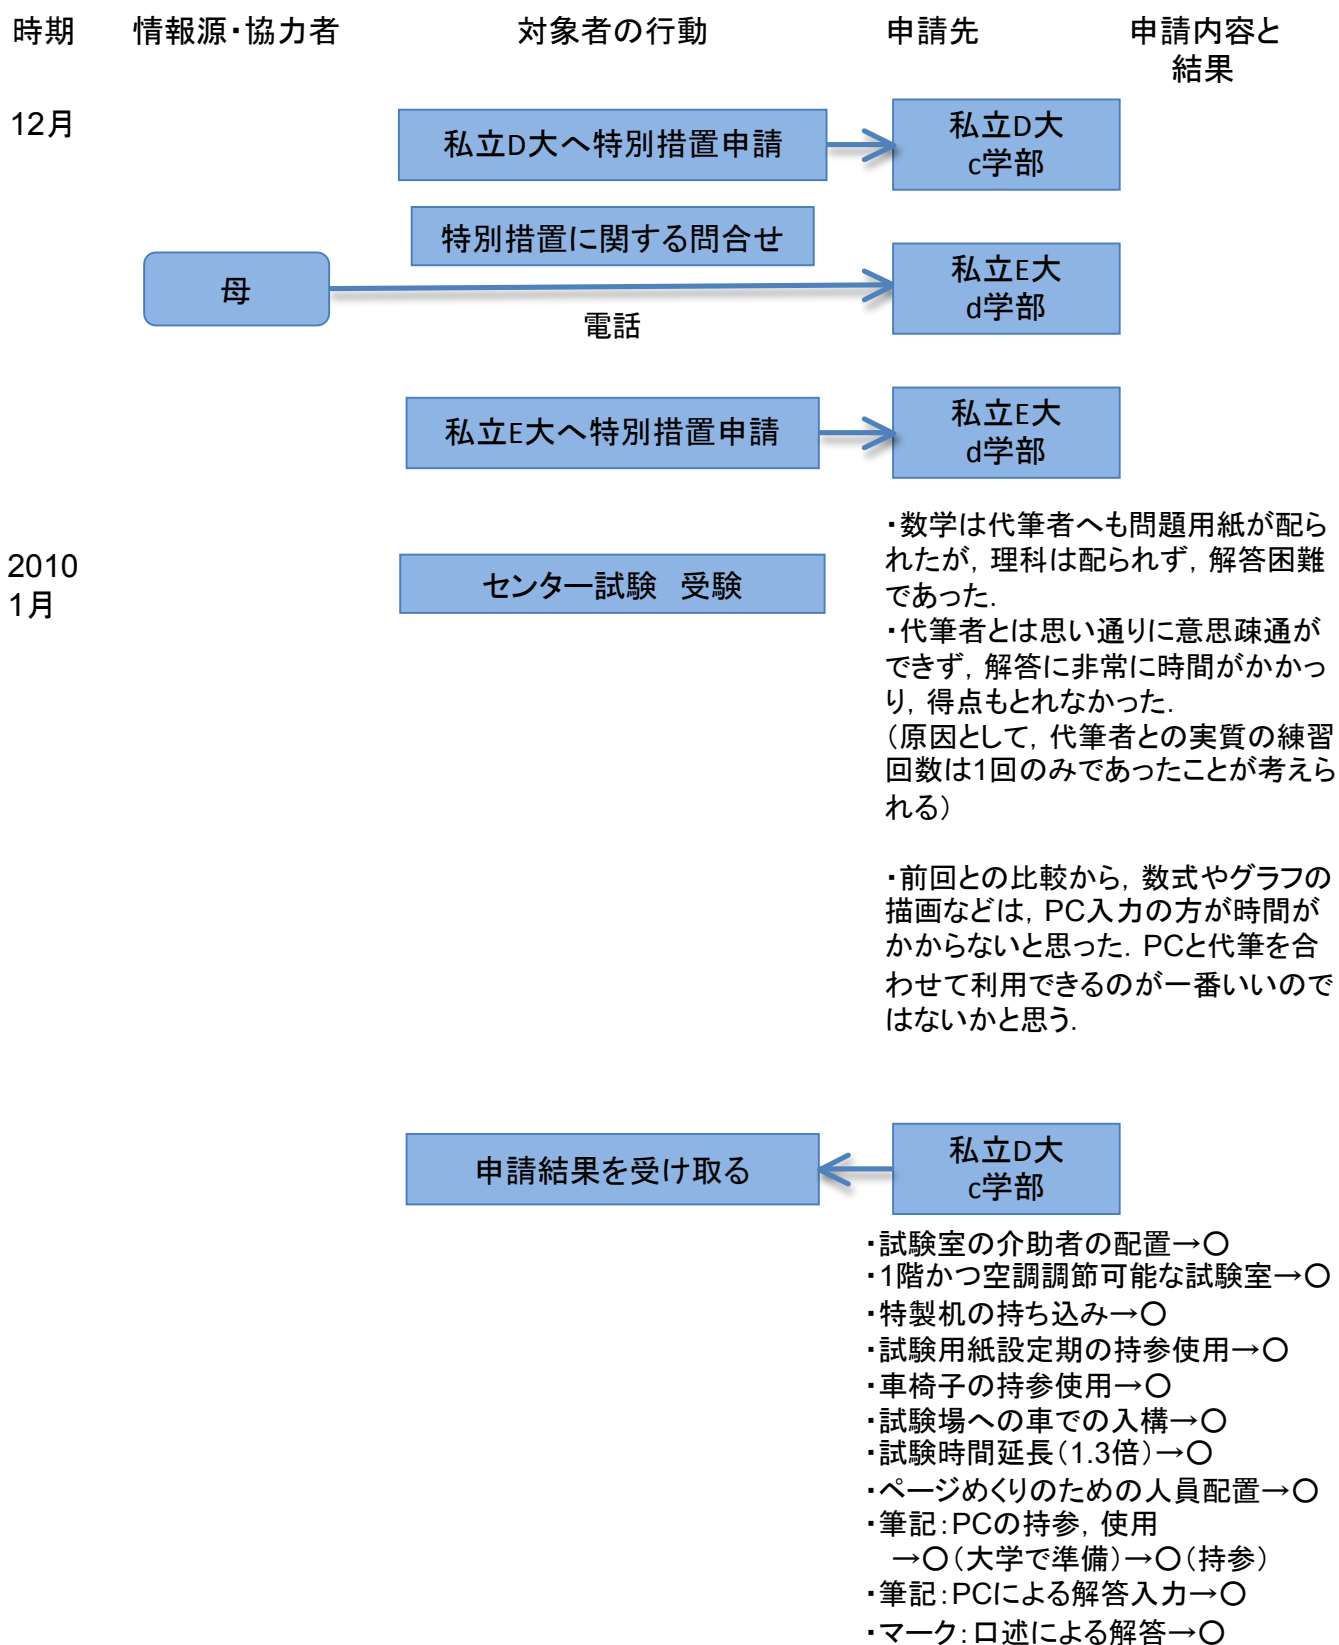 時期
情報源・協力者
対象者の行動
申請先
申請内容と
結果
12月
私立D大へ特別措置申請
私立D大
c学部
特別措置に関する問合せ
母
私立E大
d学部
電話
私立E大へ特別措置申請
私立E大
d学部
2010
1月
センター試験　受験
・数学は代筆者へも問題用紙が配ら
れたが，理科は配られず，解答困難
であった．
・代筆者とは思い通りに意思疎通が
できず，解答に非常に時間がかかっ
り，得点もとれなかった．
（原因として，代筆者との実質の練習
回数は1回のみであったことが考えら
れる）
・前回との比較から，数式やグラフの
描画などは，PC入力の方が時間が
かからないと思った．PCと代筆を合
わせて利用できるのが一番いいので
はないかと思う．
申請結果を受け取る
私立D大
c学部
・試験室の介助者の配置→〇
・1階かつ空調調節可能な試験室→〇
・特製机の持ち込み→〇
・試験用紙設定期の持参使用→〇
・車椅子の持参使用→〇
・試験場への車での入構→〇
・試験時間延長（1.3倍）→〇
・ページめくりのための人員配置→〇
・筆記：PCの持参，使用
→〇（大学で準備）→〇（持参）
・筆記：PCによる解答入力→〇
・マーク：口述による解答→〇